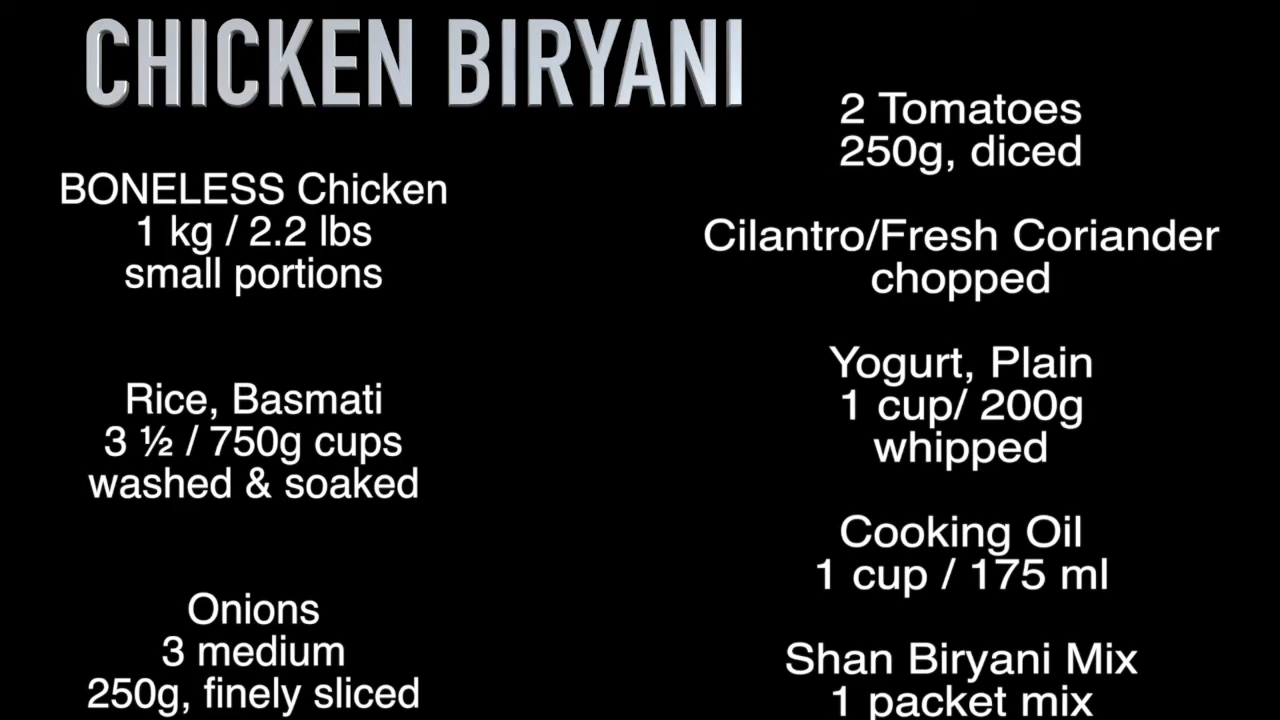 CHICKEN BIRYANI
BONELESS Chicken
1 kg / 2.2 lbs
small portions
Rice, Basmati
3 ½ / 750g cups
washed & soaked
Onions
3 medium
250g, finely sliced
2 Tomatoes
250g, diced
Cilantro/Fresh Coriander
chopped
Yogurt, Plain
1 cup/ 200g
whipped
Cooking Oil
1 cup / 175 ml
Shan Biryani Mix
1 packet mix